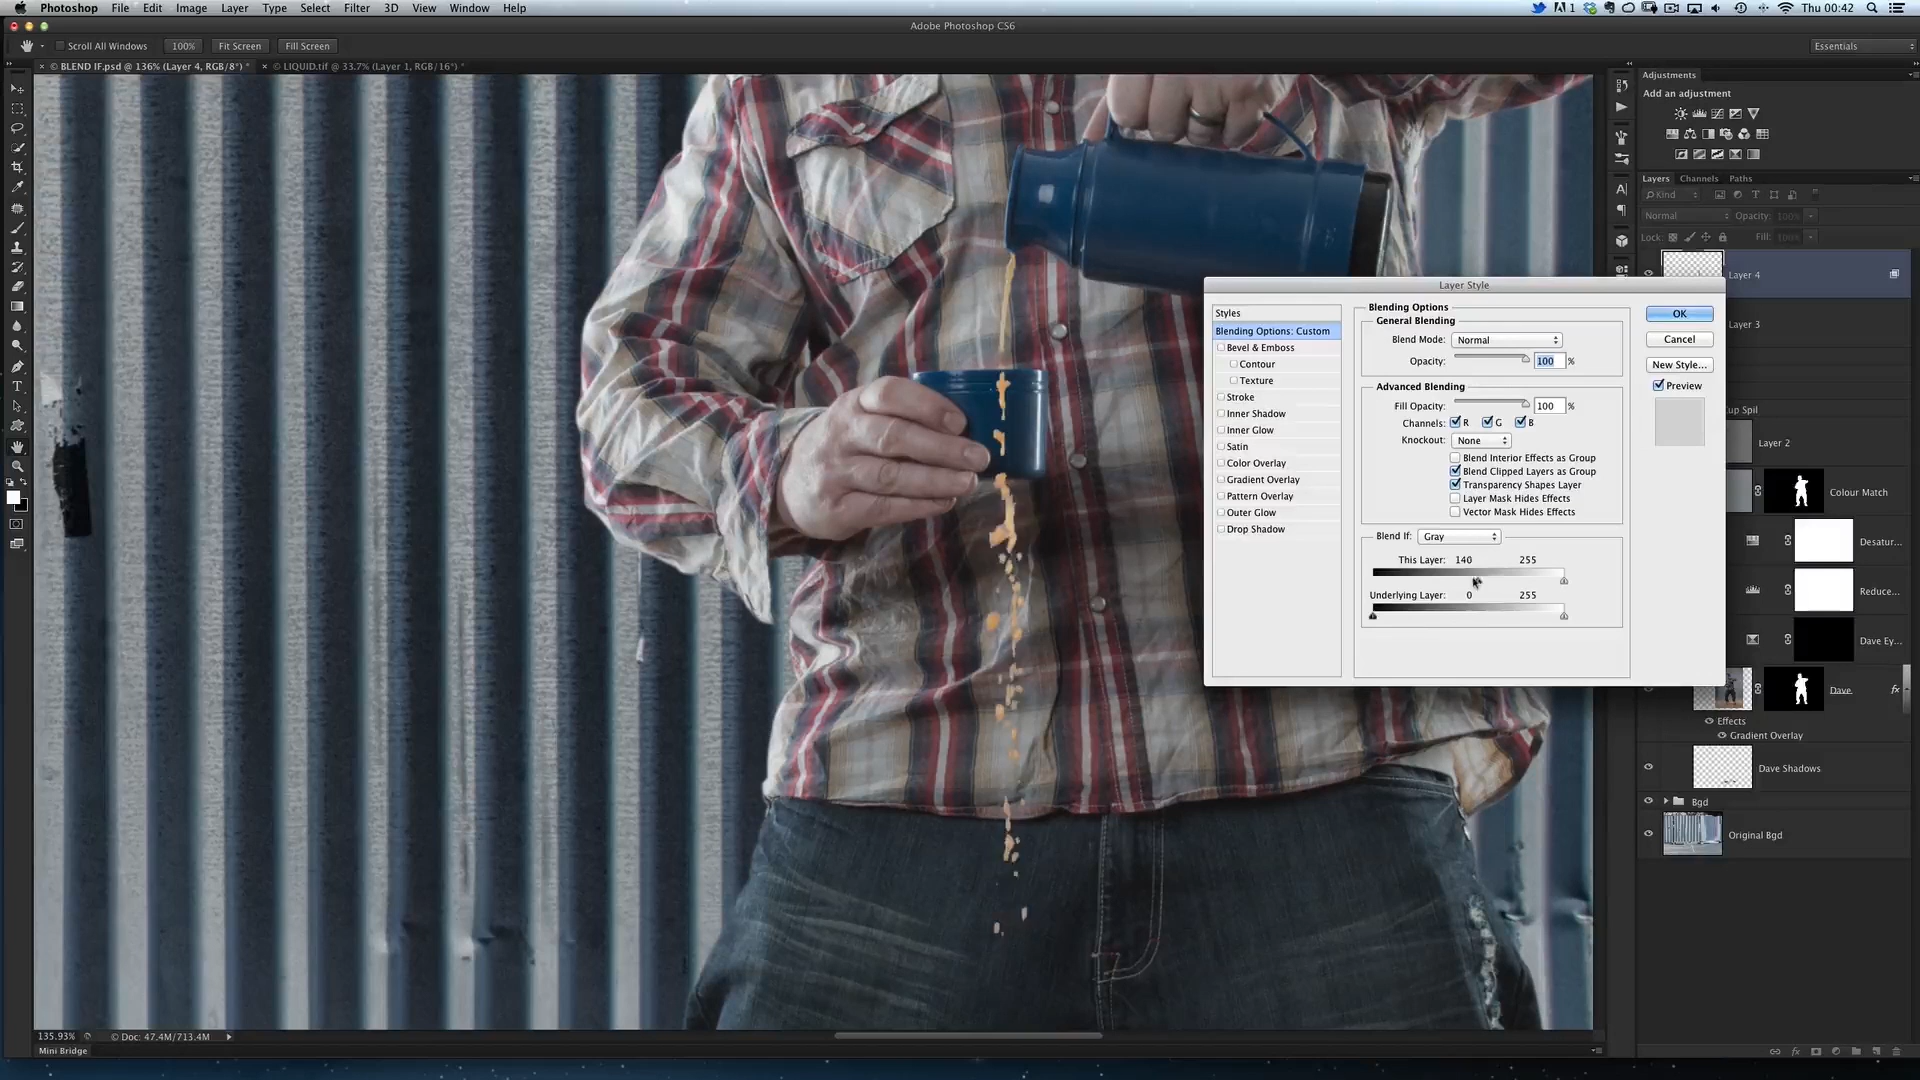 Photoshop File Edit Image Layer Type Select Filter 3D View Window Help
1 Thu 00:42
Adobe Photoshop CS6
Scroll All Windows 100% Fit Screen Fill Screen Essentials
× © BLEND IF.psd @ 136% (Layer 4, RGB/8*) * × © LIQUID.tif @ 33.7% (Layer 1, RGB/16*) *
Adjustments
Add an adjustment
Layers Channels Paths
Kind
Normal Opacity: 100%
Lock: Fill: 100%
Layer 4
Layer 3
Cup Spil
Layer 2
Colour Match
Desatur...
Reduce...
Dave Ey...
Dave fx
Effects
Gradient Overlay
Dave Shadows
Bgd
Original Bgd
Layer Style
Styles
Blending Options: Custom
Bevel & Emboss
Contour
Texture
Stroke
Inner Shadow
Inner Glow
Satin
Color Overlay
Gradient Overlay
Pattern Overlay
Outer Glow
Drop Shadow
Blending Options
General Blending
Blend Mode: Normal
Opacity: 100 %
Advanced Blending
Fill Opacity: 100 %
Channels: R G B
Knockout: None
Blend Interior Effects as Group
Blend Clipped Layers as Group
Transparency Shapes Layer
Layer Mask Hides Effects
Vector Mask Hides Effects
Blend If: Gray
This Layer: 140 255
Underlying Layer: 0 255
OK
Cancel
New Style...
Preview
135.93% © Doc: 47.4M/713.4M
Mini Bridge